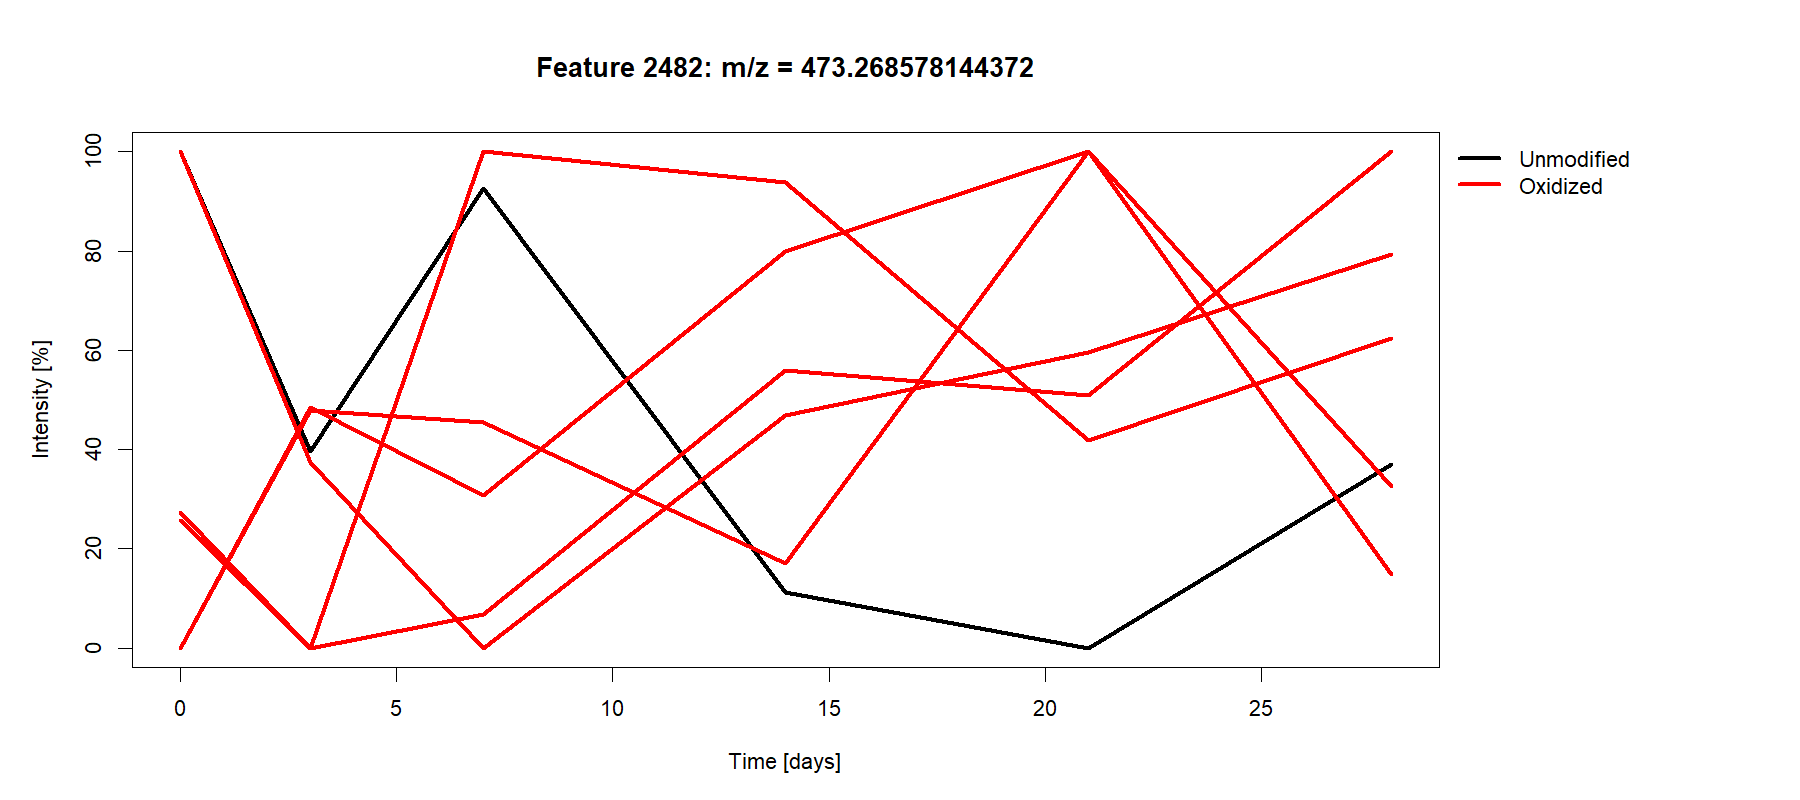 Feature 2482: m/z = 473.268578144372
Unmodified
Oxidized
Intensity [%]
100
80
60
40
20
0
0 5 10 15 20 25
Time [days]